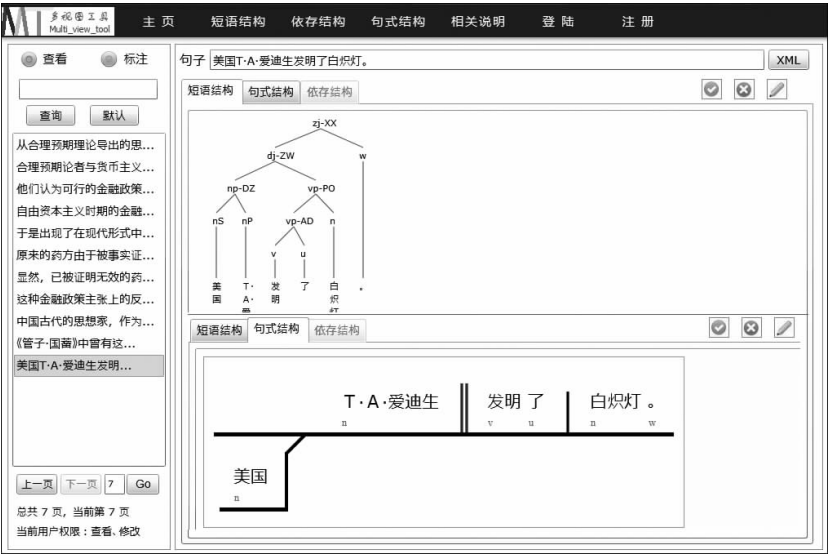 多视图工具
Multi_view_tool
主 页 短语结构 依存结构 句式结构 相关说明 登 陆 注 册
查看 标注
查询 默认
从合理预期理论导出的思...
合理预期论者与货币主义...
他们认为可行的金融政策...
自由资本主义时期的金融...
于是出现了在现代形式中...
原来的药方由于被事实证...
显然，已被证明无效的药...
这种金融政策主张上的反...
中国古代的思想家，作为...
《管子·国蓄》中曾有这...
美国T·A·爱迪生发明...
上一页 下一页 7 Go
总共 7 页，当前第 7 页
当前用户权限：查看、修改
句子 美国T·A·爱迪生发明了白炽灯。 XML
短语结构 句式结构 依存结构
zj-XX
dj-ZW w
np-DZ vp-PO
nS nP vp-AD n
v u
美国 T·A·爱 发明 了 白炽灯 。
短语结构 句式结构 依存结构
T·A·爱迪生 发明 了 白炽灯 。
n v u n w
美国
n